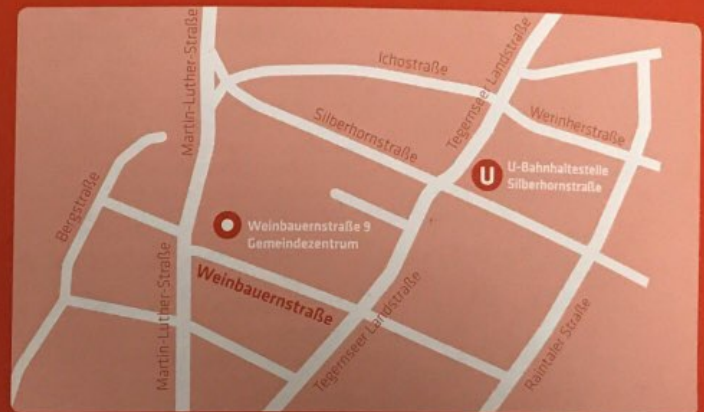 Martin-Luther-Straße
Ichostraße
Tegernseer Landstraße
Silberhornstraße
Werinherstraße
U
U-Bahnhaltestelle
Silberhornstraße
Bergstraße
Weinbauernstraße 9
Gemeindezentrum
Weinbauernstraße
Martin-Luther-Straße
Tegernseer Landstraße
Raintaler Straße